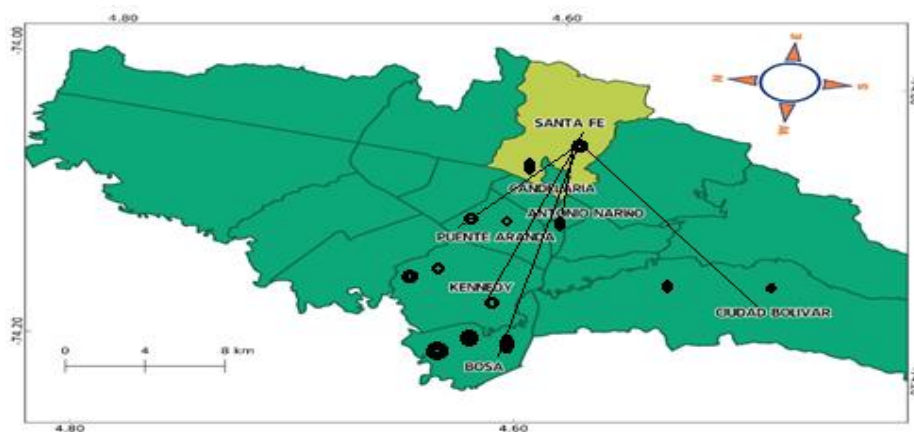 4.80 4.60
-74.00
E
N S
W
SANTA FE
CANDELARIA
ANTONIO NARIÑO
PUENTE ARANDA
KENNEDY
CIUDAD BOLIVAR
-74.20
0 4 8 km
BOSA
4.80 4.60